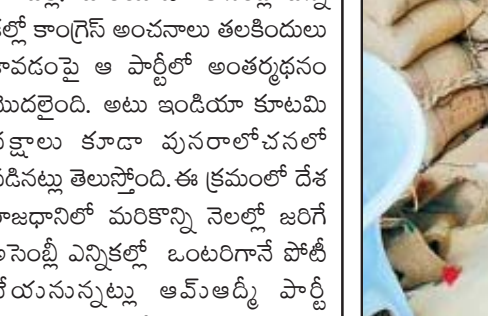 కల్లో కాంగ్రెస్ అంచనాలు తలకిందులు
కావడంపై ఆ పార్టీలో అంతర్మథనం
మొదలైంది. అటు ఇండియా కూటమి
పక్షాలు కూడా పునరాలోచనలో
పడినట్లు తెలుస్తోంది. ఈ క్రమంలో దేశ
రాజధానిలో మరికొన్ని నెలల్లో జరిగే
అసెంబ్లీ ఎన్నికల్లో ఒంటరిగానే పోటీ
చేయనున్నట్లు ఆమ్ఆద్మీ పార్టీ